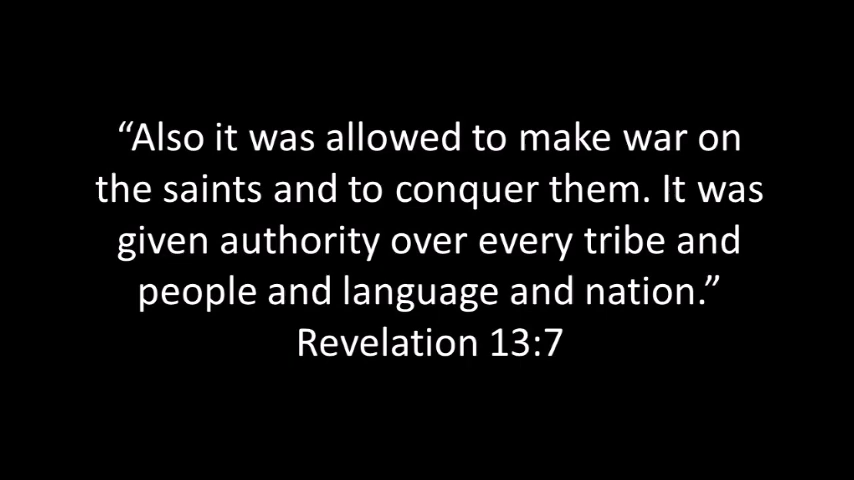 “Also it was allowed to make war on
the saints and to conquer them. It was
given authority over every tribe and
people and language and nation.”
Revelation 13:7